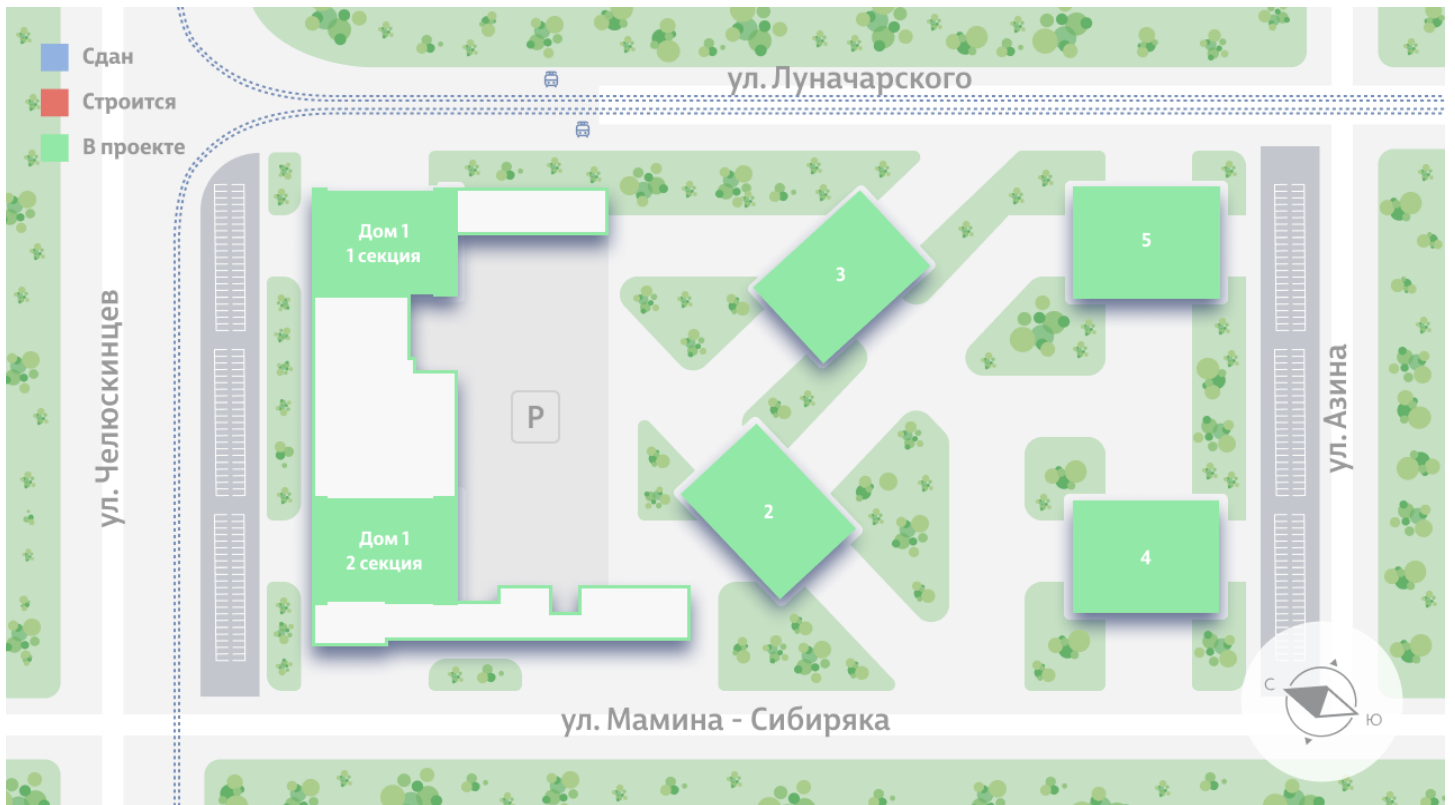 Сдан
Строится
В проекте
ул. Луначарского
Дом 1
1 секция
3
5
ул. Челюскинцев
P
ул. Азина
2
Дом 1
2 секция
4
С
Ю
ул. Мамина - Сибиряка